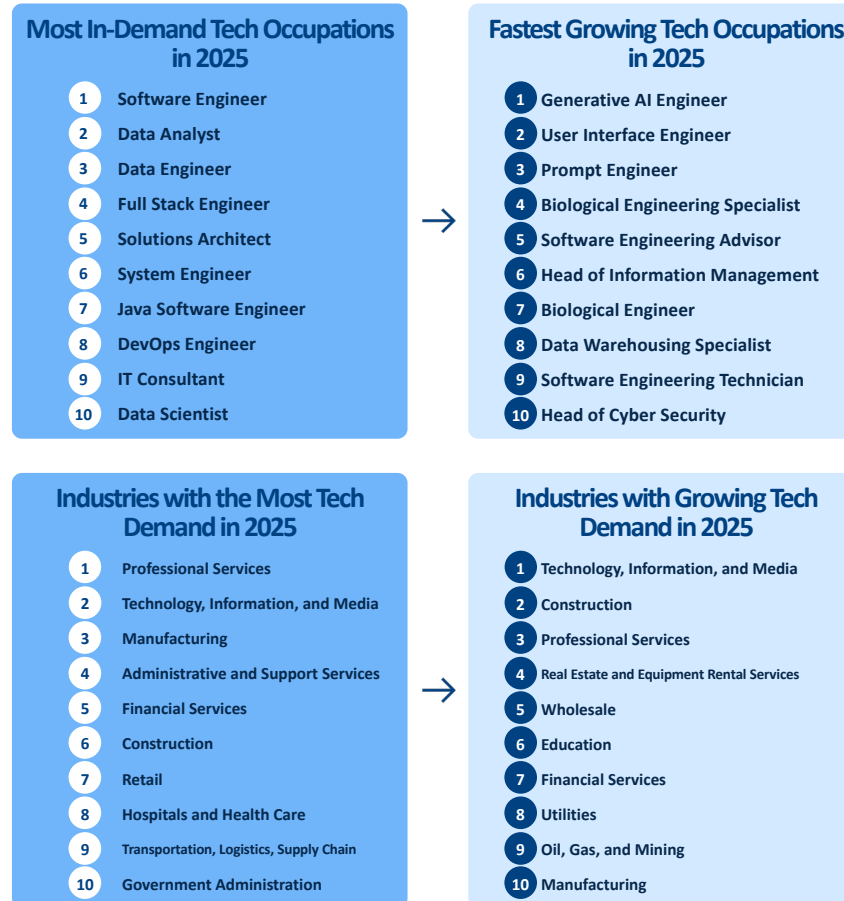 Most In-Demand Tech Occupations
in 2025
1 Software Engineer
2 Data Analyst
3 Data Engineer
4 Full Stack Engineer
5 Solutions Architect
6 System Engineer
7 Java Software Engineer
8 DevOps Engineer
9 IT Consultant
10 Data Scientist
Fastest Growing Tech Occupations
in 2025
1 Generative AI Engineer
2 User Interface Engineer
3 Prompt Engineer
4 Biological Engineering Specialist
5 Software Engineering Advisor
6 Head of Information Management
7 Biological Engineer
8 Data Warehousing Specialist
9 Software Engineering Technician
10 Head of Cyber Security
Industries with the Most Tech
Demand in 2025
1 Professional Services
2 Technology, Information, and Media
3 Manufacturing
4 Administrative and Support Services
5 Financial Services
6 Construction
7 Retail
8 Hospitals and Health Care
9 Transportation, Logistics, Supply Chain
10 Government Administration
Industries with Growing Tech
Demand in 2025
1 Technology, Information, and Media
2 Construction
3 Professional Services
4 Real Estate and Equipment Rental Services
5 Wholesale
6 Education
7 Financial Services
8 Utilities
9 Oil, Gas, and Mining
10 Manufacturing